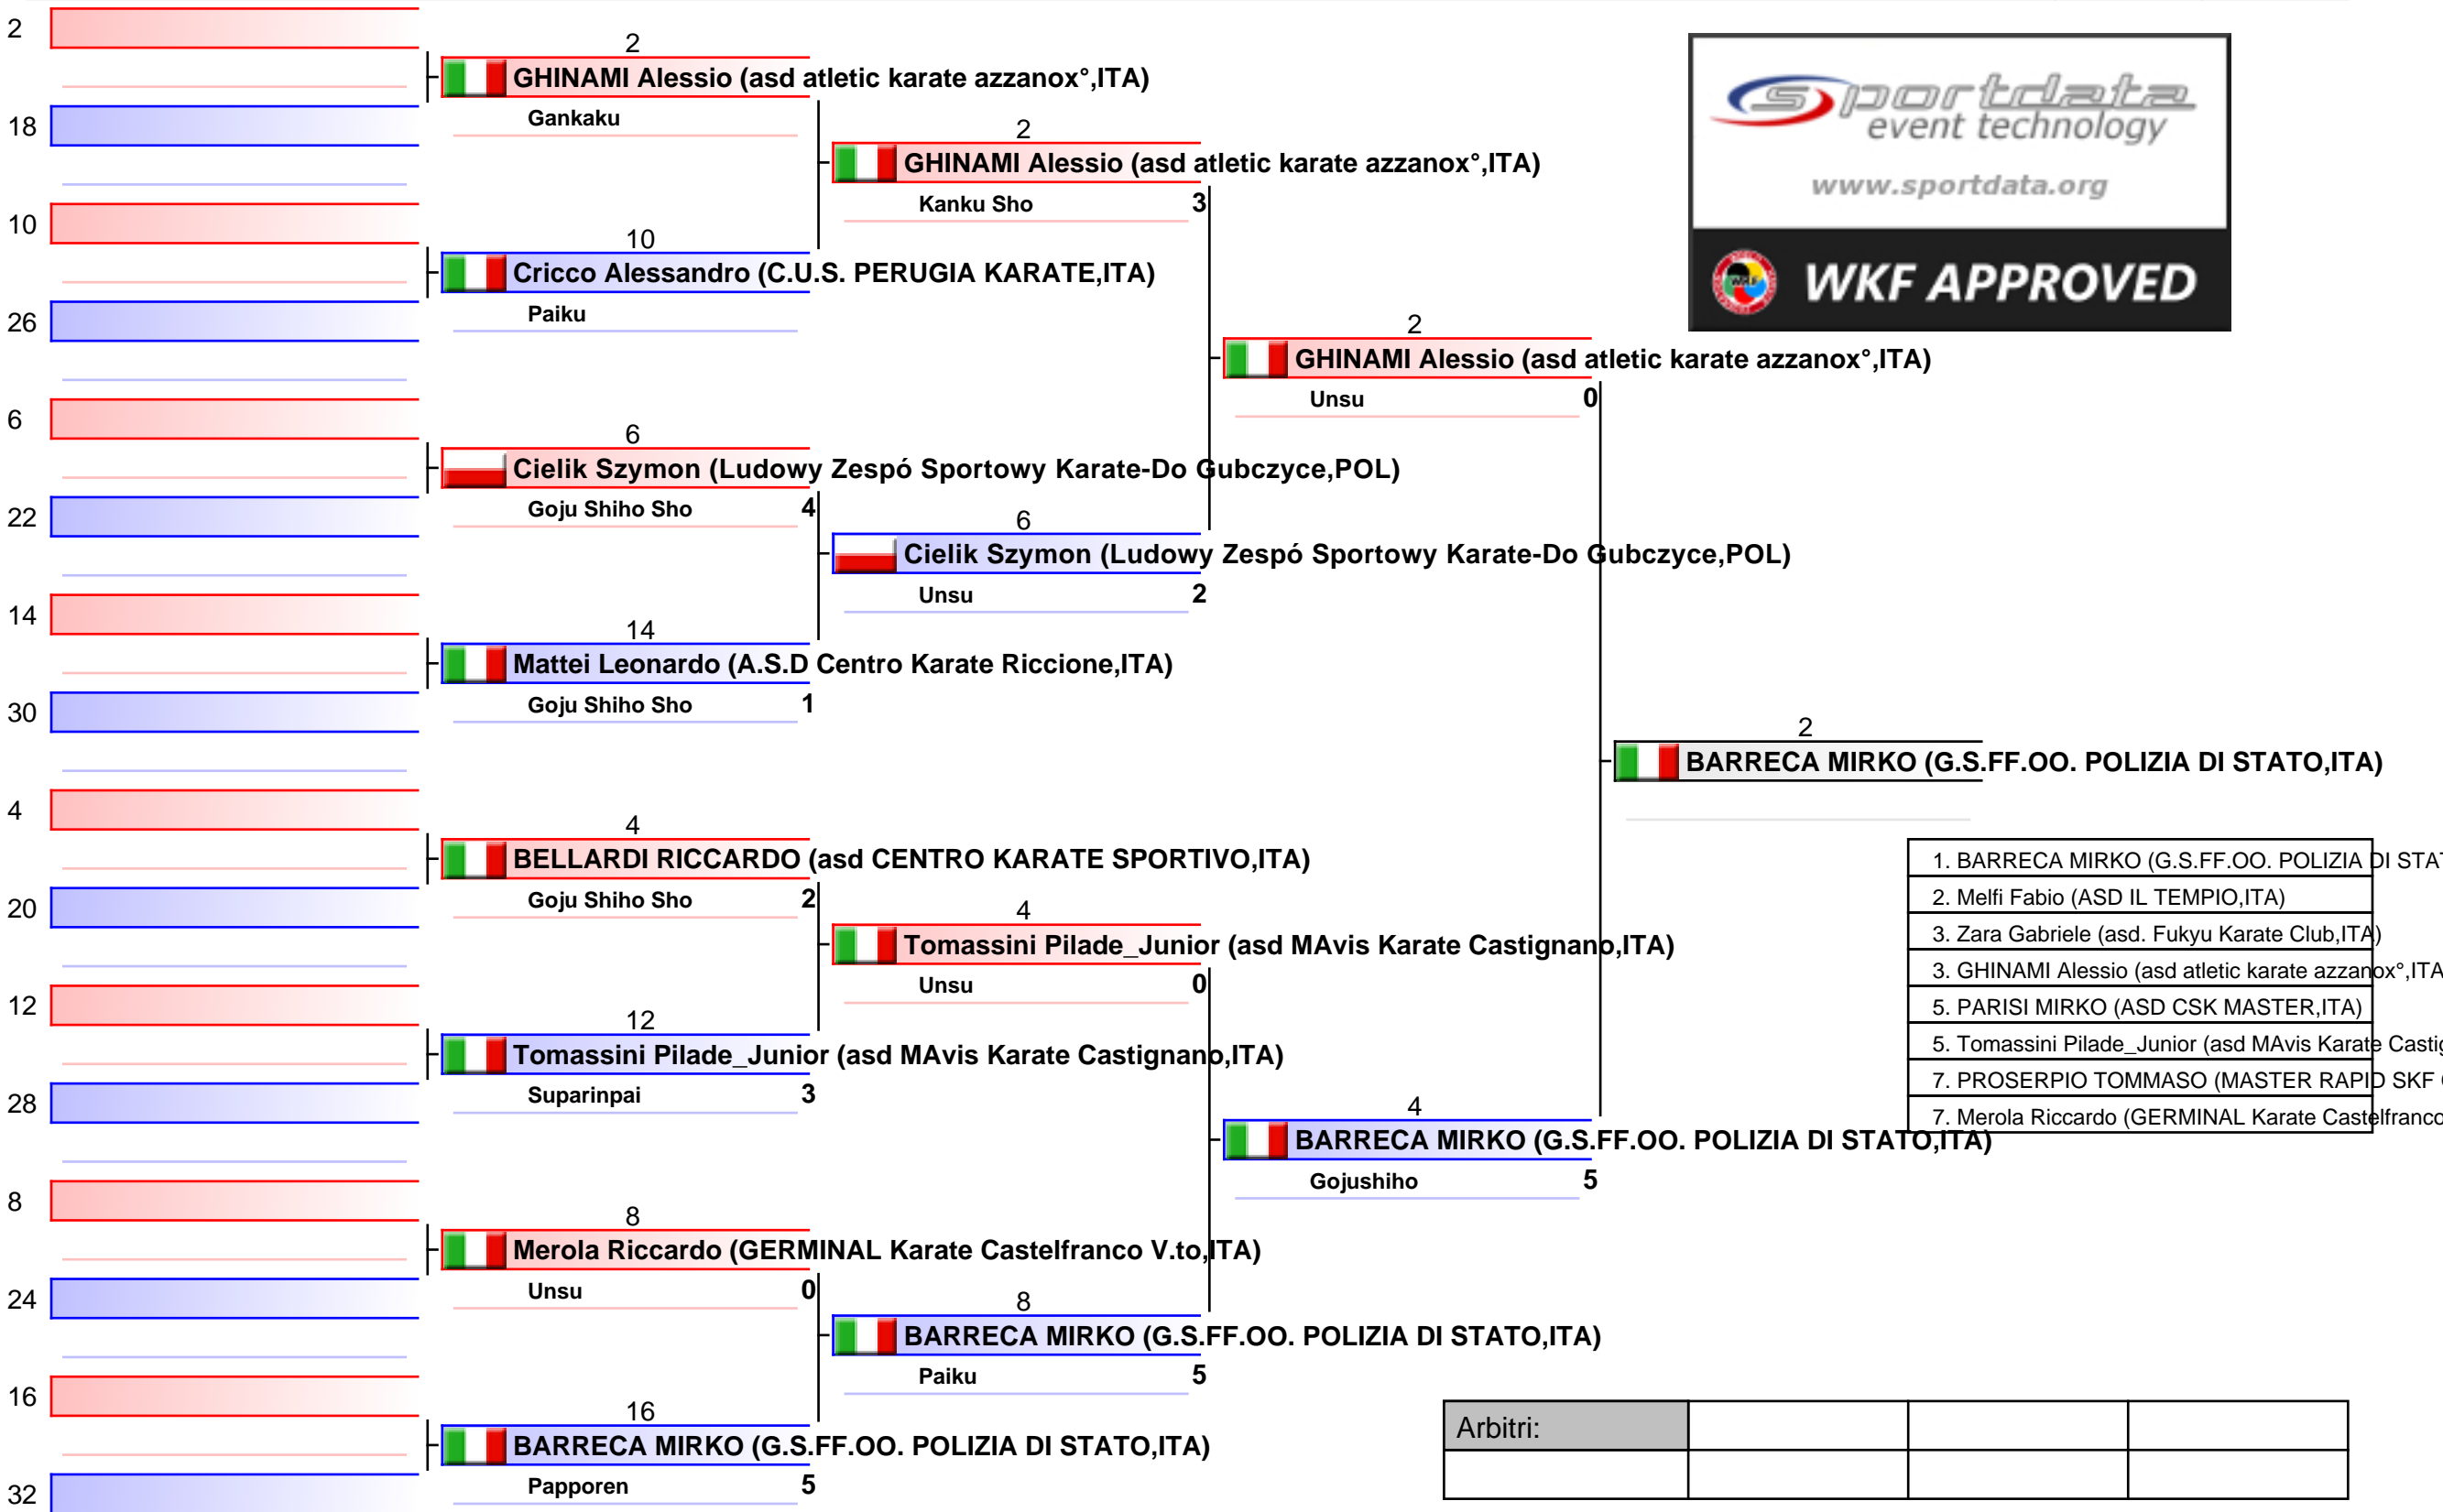 2
2
GHINAMI Alessio (asd atletic karate azzanox°,ITA)
Gankaku
18
2
GHINAMI Alessio (asd atletic karate azzanox°,ITA)
Kanku Sho 3
10
10
Cricco Alessandro (C.U.S. PERUGIA KARATE,ITA)
Paiku
26
sportdata
event technology
www.sportdata.org
WKF APPROVED
2
GHINAMI Alessio (asd atletic karate azzanox°,ITA)
Unsu 0
6
6
Cielik Szymon (Ludowy Zespó Sportowy Karate-Do Gubczyce,POL)
Goju Shiho Sho 4
22
6
Cielik Szymon (Ludowy Zespó Sportowy Karate-Do Gubczyce,POL)
Unsu 2
14
14
Mattei Leonardo (A.S.D Centro Karate Riccione,ITA)
Goju Shiho Sho 1
30
2
BARRECA MIRKO (G.S.FF.OO. POLIZIA DI STATO,ITA)
4
4
BELLARDI RICCARDO (asd CENTRO KARATE SPORTIVO,ITA)
Goju Shiho Sho 2
20
4
Tomassini Pilade_Junior (asd MAvis Karate Castignano,ITA)
Unsu 0
12
12
Tomassini Pilade_Junior (asd MAvis Karate Castignano,ITA)
Suparinpai 3
28
4
BARRECA MIRKO (G.S.FF.OO. POLIZIA DI STATO,ITA)
Gojushiho 5
8
8
Merola Riccardo (GERMINAL Karate Castelfranco V.to,ITA)
Unsu 0
24
8
BARRECA MIRKO (G.S.FF.OO. POLIZIA DI STATO,ITA)
Paiku 5
16
16
BARRECA MIRKO (G.S.FF.OO. POLIZIA DI STATO,ITA)
Papporen 5
32
1. BARRECA MIRKO (G.S.FF.OO. POLIZIA DI STA
2. Melfi Fabio (ASD IL TEMPIO,ITA)
3. Zara Gabriele (asd. Fukyu Karate Club,ITA)
3. GHINAMI Alessio (asd atletic karate azzanox°,ITA
5. PARISI MIRKO (ASD CSK MASTER,ITA)
5. Tomassini Pilade_Junior (asd MAvis Karate Casti
7. PROSERPIO TOMMASO (MASTER RAPID SKF
7. Merola Riccardo (GERMINAL Karate Castelfranco
Arbitri: